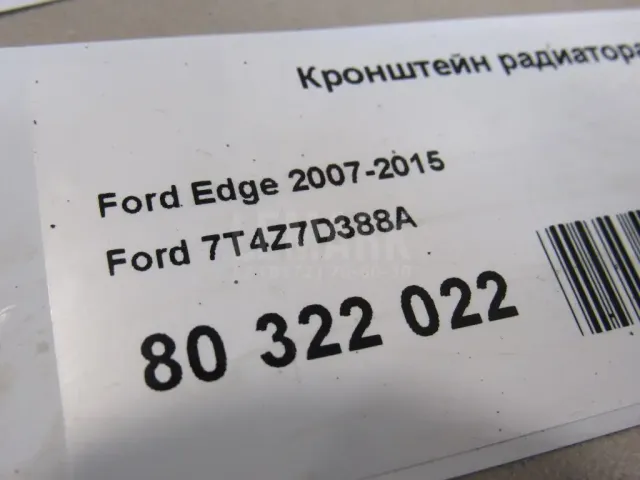 Кронштейн радиатора
Ford Edge 2007-2015
Ford 7T4Z7D388A
80 322 022